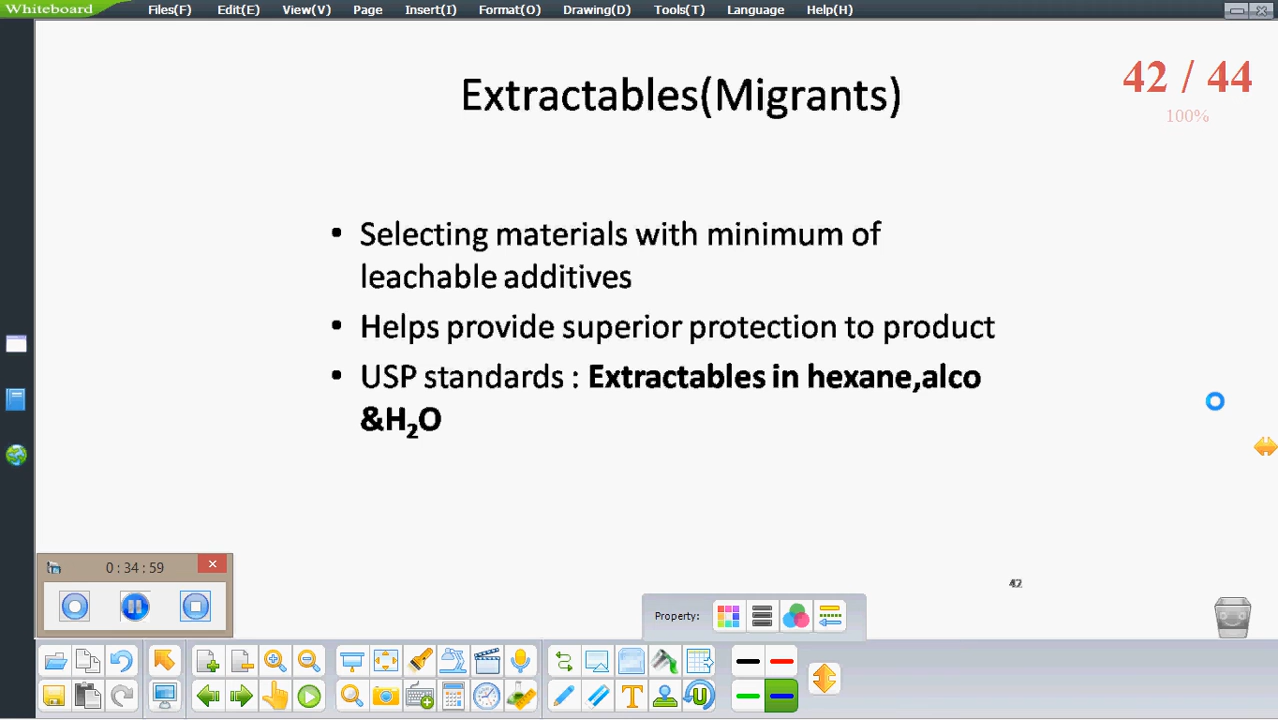 Whiteboard Files(F) Edit(E) View(V) Page Insert(I) Format(O) Drawing(D) Tools(T) Language Help(H)
42 / 44
100%
Extractables(Migrants)
• Selecting materials with minimum of
leachable additives
• Helps provide superior protection to product
• USP standards : Extractables in hexane,alco
&H₂O
0 : 34 : 59
42
Property: